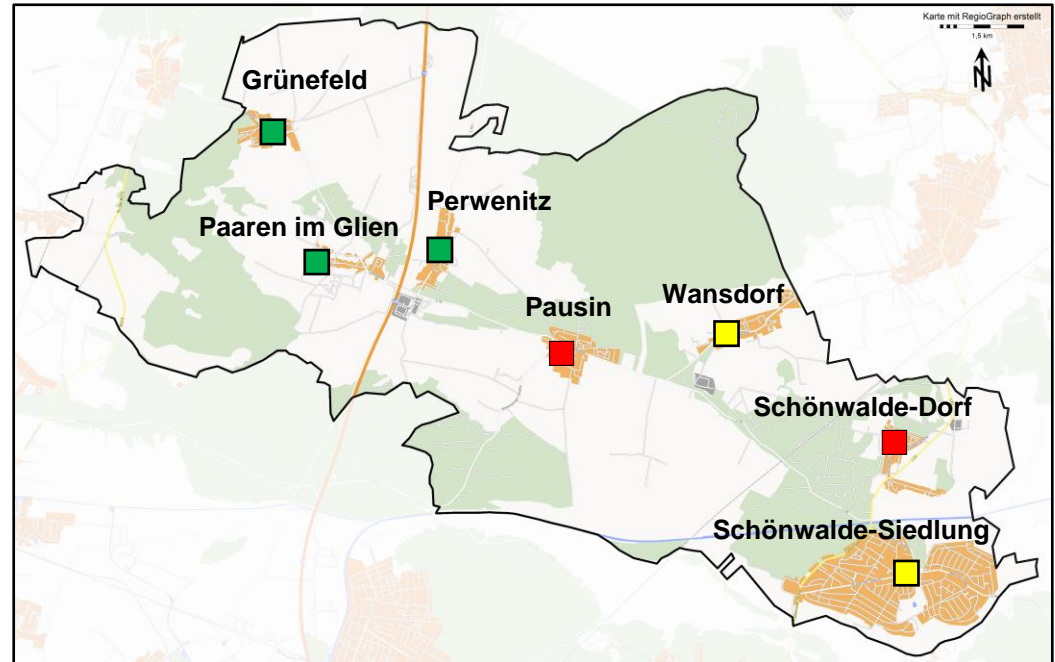 Karte mit RegioGraph erstellt
1,5 km
N
Grünefeld
Perwenitz
Paaren im Glien
Wansdorf
Pausin
Schönwalde-Dorf
Schönwalde-Siedlung